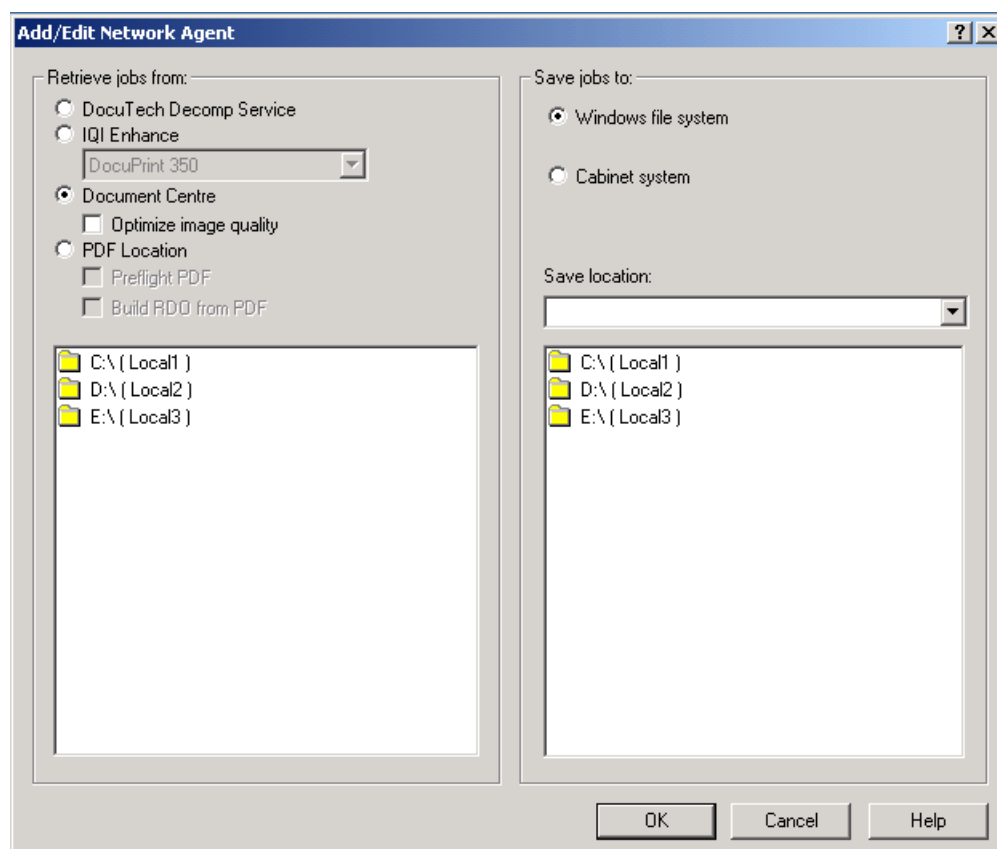 Add/Edit Network Agent
Retrieve jobs from:
DocuTech Decomp Service
IQI Enhance
DocuPrint 350
Document Centre
Optimize image quality
PDF Location
Preflight PDF
Build RDO from PDF
C:\ ( Local1 )
D:\ ( Local2 )
E:\ ( Local3 )
Save jobs to:
Windows file system
Cabinet system
Save location:
C:\ ( Local1 )
D:\ ( Local2 )
E:\ ( Local3 )
OK
Cancel
Help